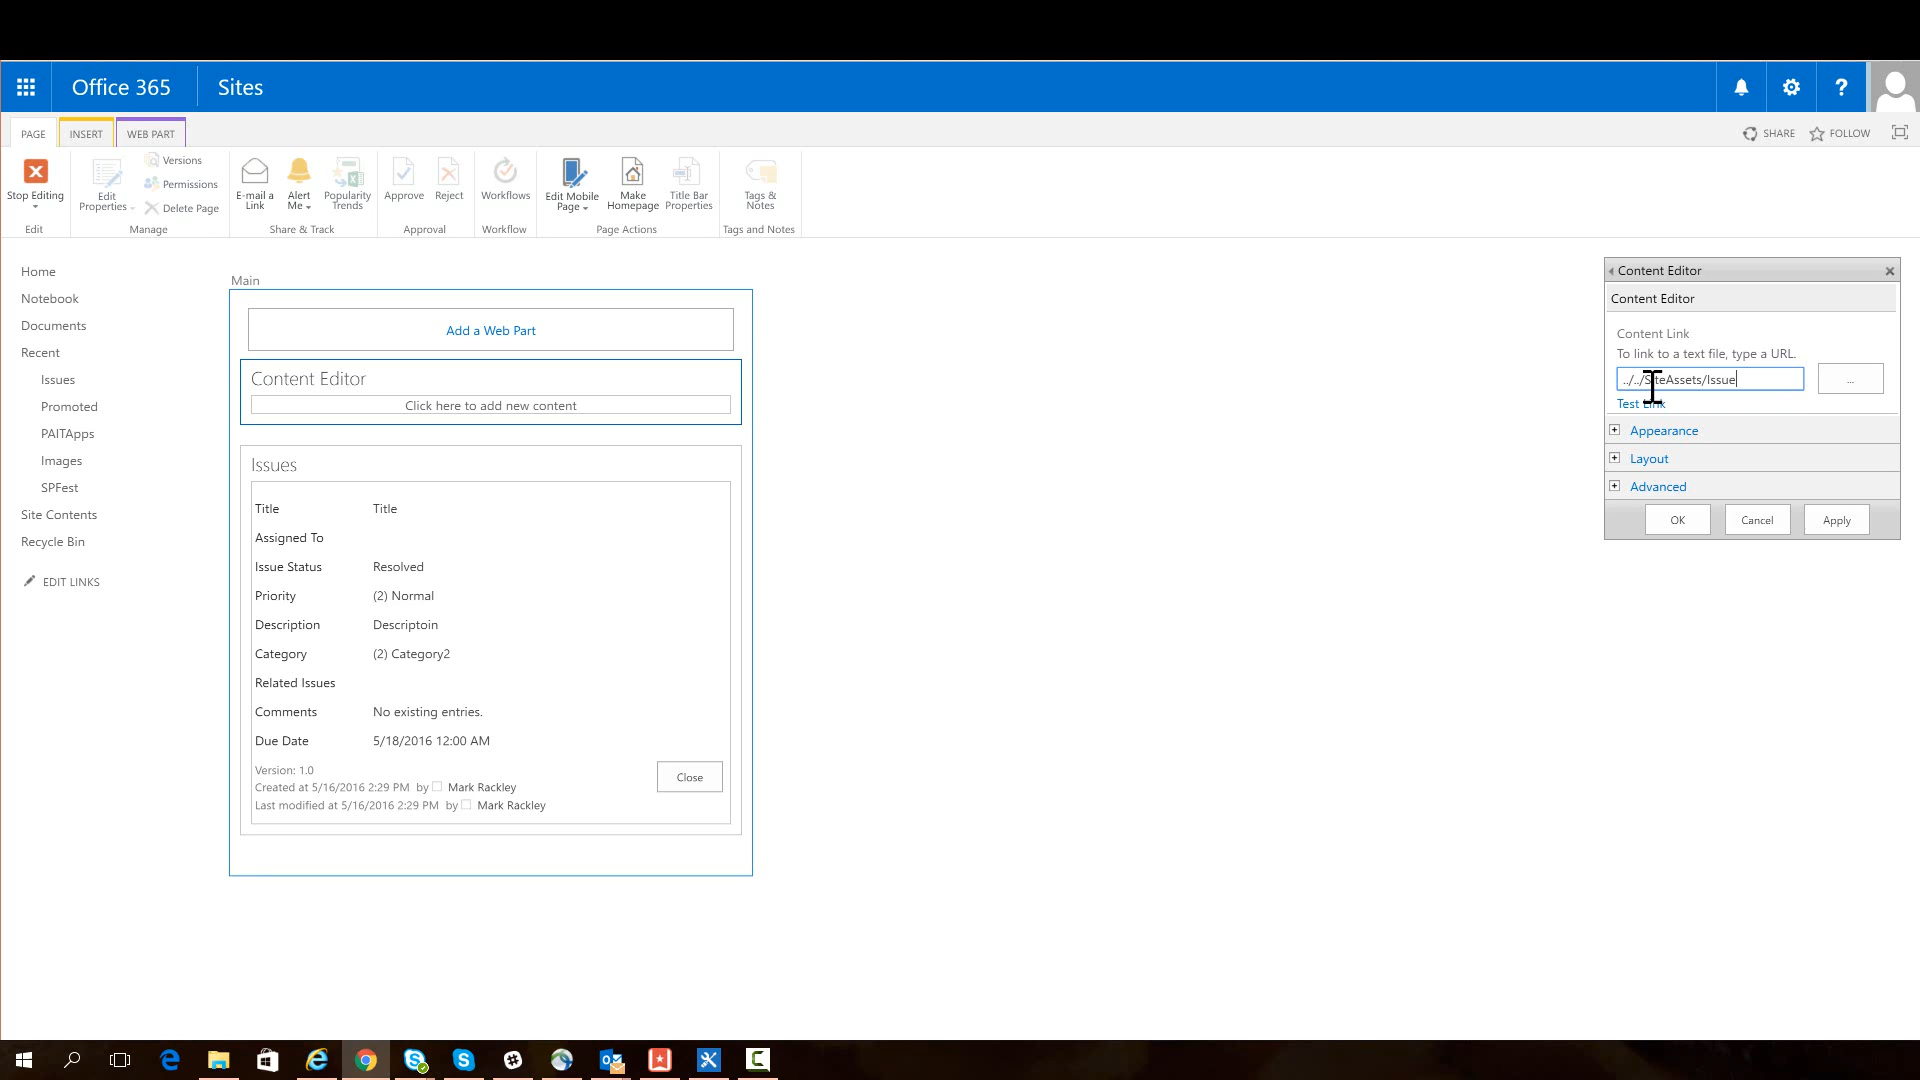 Office 365
Sites
PAGE
INSERT
WEB PART
SHARE
FOLLOW
Stop Editing
Edit
Properties
Versions
Permissions
Delete Page
E-mail a
Link
Alert
Me
Popularity
Trends
Approve
Reject
Workflows
Edit Mobile
Page
Make
Homepage
Title Bar
Properties
Tags &
Notes
Edit
Manage
Share & Track
Approval
Workflow
Page Actions
Tags and Notes
Home
Notebook
Documents
Recent
Issues
Promoted
PAITApps
Images
SPFest
Site Contents
Recycle Bin
EDIT LINKS
Main
Add a Web Part
Content Editor
Click here to add new content
Issues
Title Title
Assigned To
Issue Status Resolved
Priority (2) Normal
Description Descriptoin
Category (2) Category2
Related Issues
Comments No existing entries.
Due Date 5/18/2016 12:00 AM
Version: 1.0
Created at 5/16/2016 2:29 PM by Mark Rackley
Last modified at 5/16/2016 2:29 PM by Mark Rackley
Close
Content Editor
Content Editor
Content Link
To link to a text file, type a URL.
../../SiteAssets/Issue
...
Test Link
Appearance
Layout
Advanced
OK
Cancel
Apply